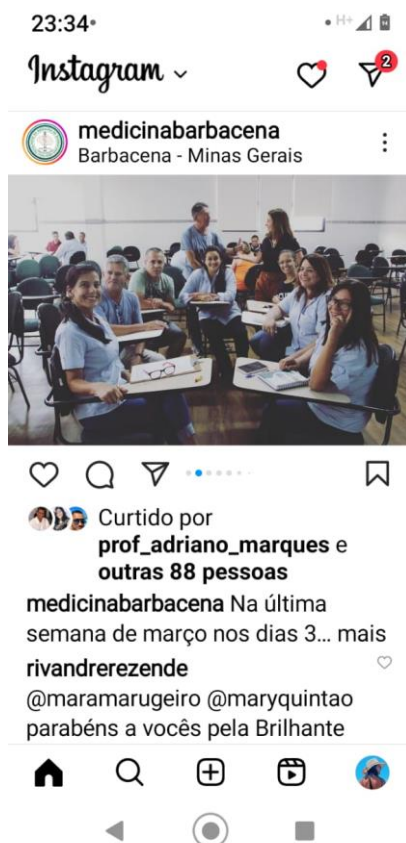 23:34
H+
Instagram
2
medicinabarbacena
Barbacena - Minas Gerais
Curtido por
prof_adriano_marques e
outras 88 pessoas
medicinabarbacena Na última
semana de março nos dias 3... mais
rivandrerezende
@maramarugeiro @maryquintao
parabéns a vocês pela Brilhante